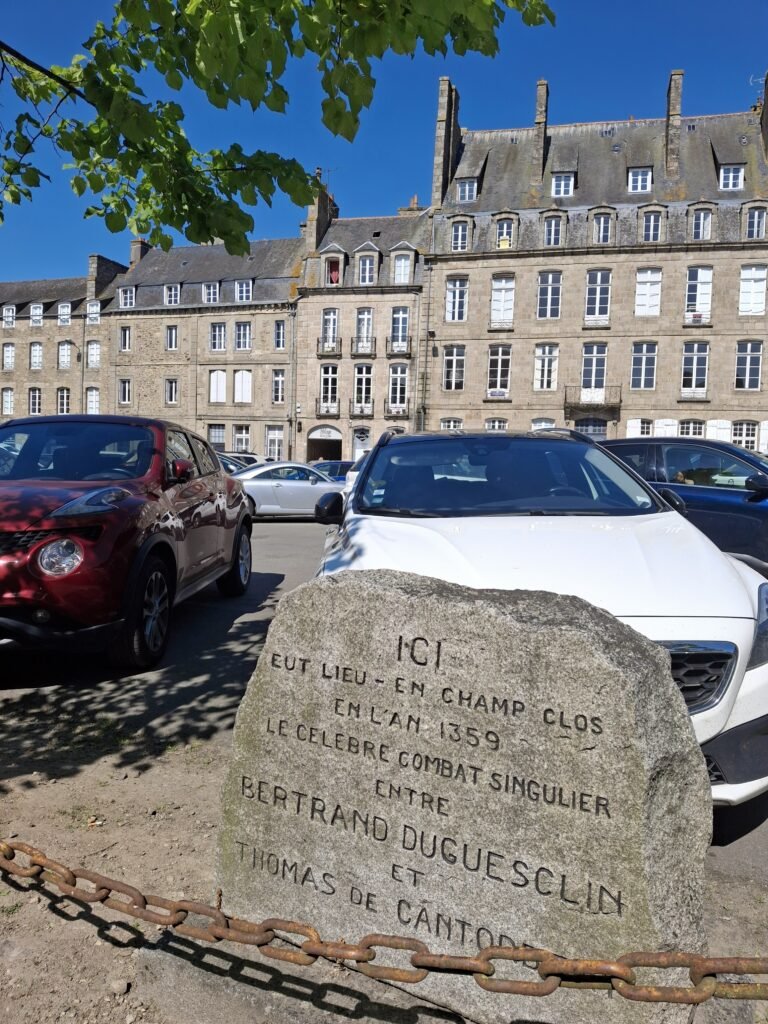 ICI
EUT LIEU - EN CHAMP CLOS
EN L'AN 1359
LE CELEBRE COMBAT SINGULIER
ENTRE
BERTRAND DUGUESCLIN
ET
THOMAS DE CANTORB